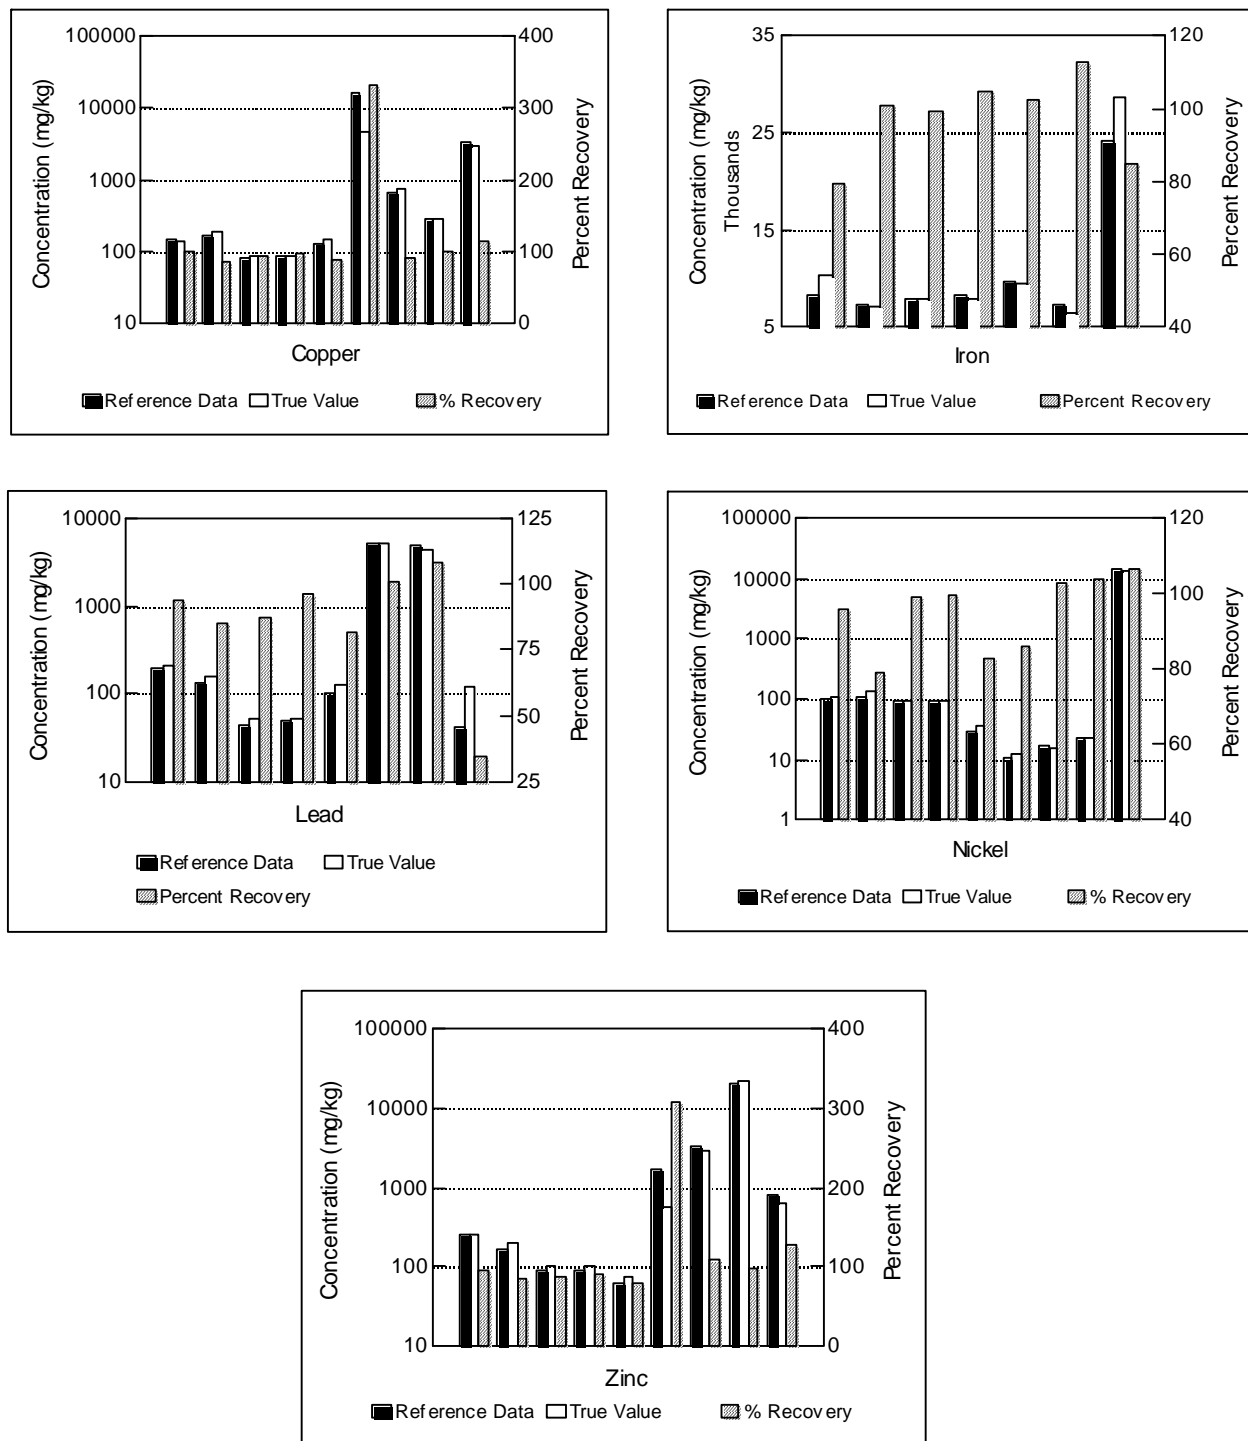 100000
10000
1000
100
10
400
300
200
100
0
Concentration (mg/kg)
Percent Recovery
Copper
Reference Data True Value % Recovery
35
25
15
5
120
100
80
60
40
Concentration (mg/kg)
Thousands
Percent Recovery
Iron
Reference Data True Value Percent Recovery
10000
1000
100
10
125
100
75
50
25
Concentration (mg/kg)
Percent Recovery
Lead
Reference Data True Value
Percent Recovery
100000
10000
1000
100
10
1
120
100
80
60
40
Concentration (mg/kg)
Percent Recovery
Nickel
Reference Data True Value % Recovery
100000
10000
1000
100
10
400
300
200
100
0
Concentration (mg/kg)
Percent Recovery
Zinc
Reference Data True Value % Recovery